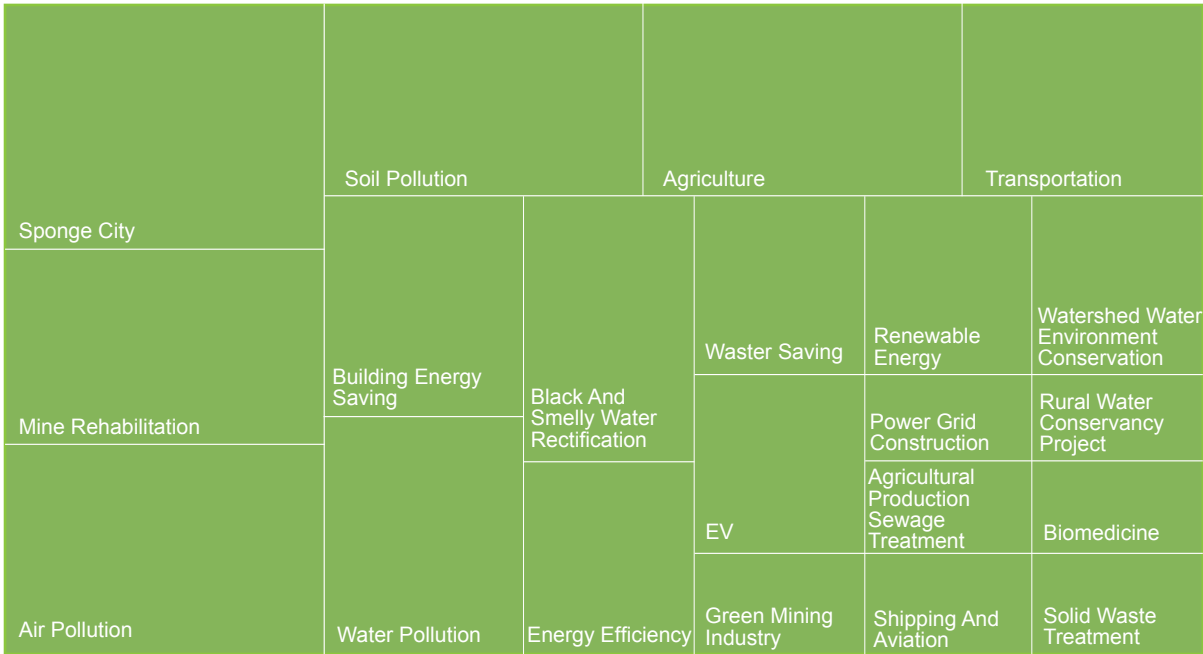 Soil Pollution
Agriculture
Transportation
Sponge City
Mine Rehabilitation
Air Pollution
Building Energy
Saving
Water Pollution
Black And
Smelly Water
Rectification
Energy Efficiency
Waster Saving
EV
Green Mining
Industry
Renewable
Energy
Power Grid
Construction
Agricultural
Production
Sewage
Treatment
Shipping And
Aviation
Watershed Water
Environment
Conservation
Rural Water
Conservancy
Project
Biomedicine
Solid Waste
Treatment